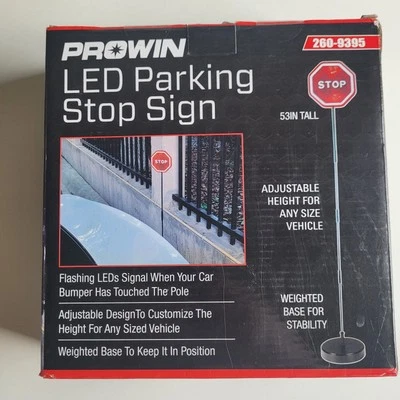 PROWIN
260-9395
LED Parking
Stop Sign
STOP
53IN TALL
STOP
ADJUSTABLE
HEIGHT FOR
ANY SIZE
VEHICLE
WEIGHTED
BASE FOR
STABILITY
Flashing LEDs Signal When Your Car
Bumper Has Touched The Pole
Adjustable DesignTo Customize The
Height For Any Sized Vehicle
Weighted Base To Keep It In Position